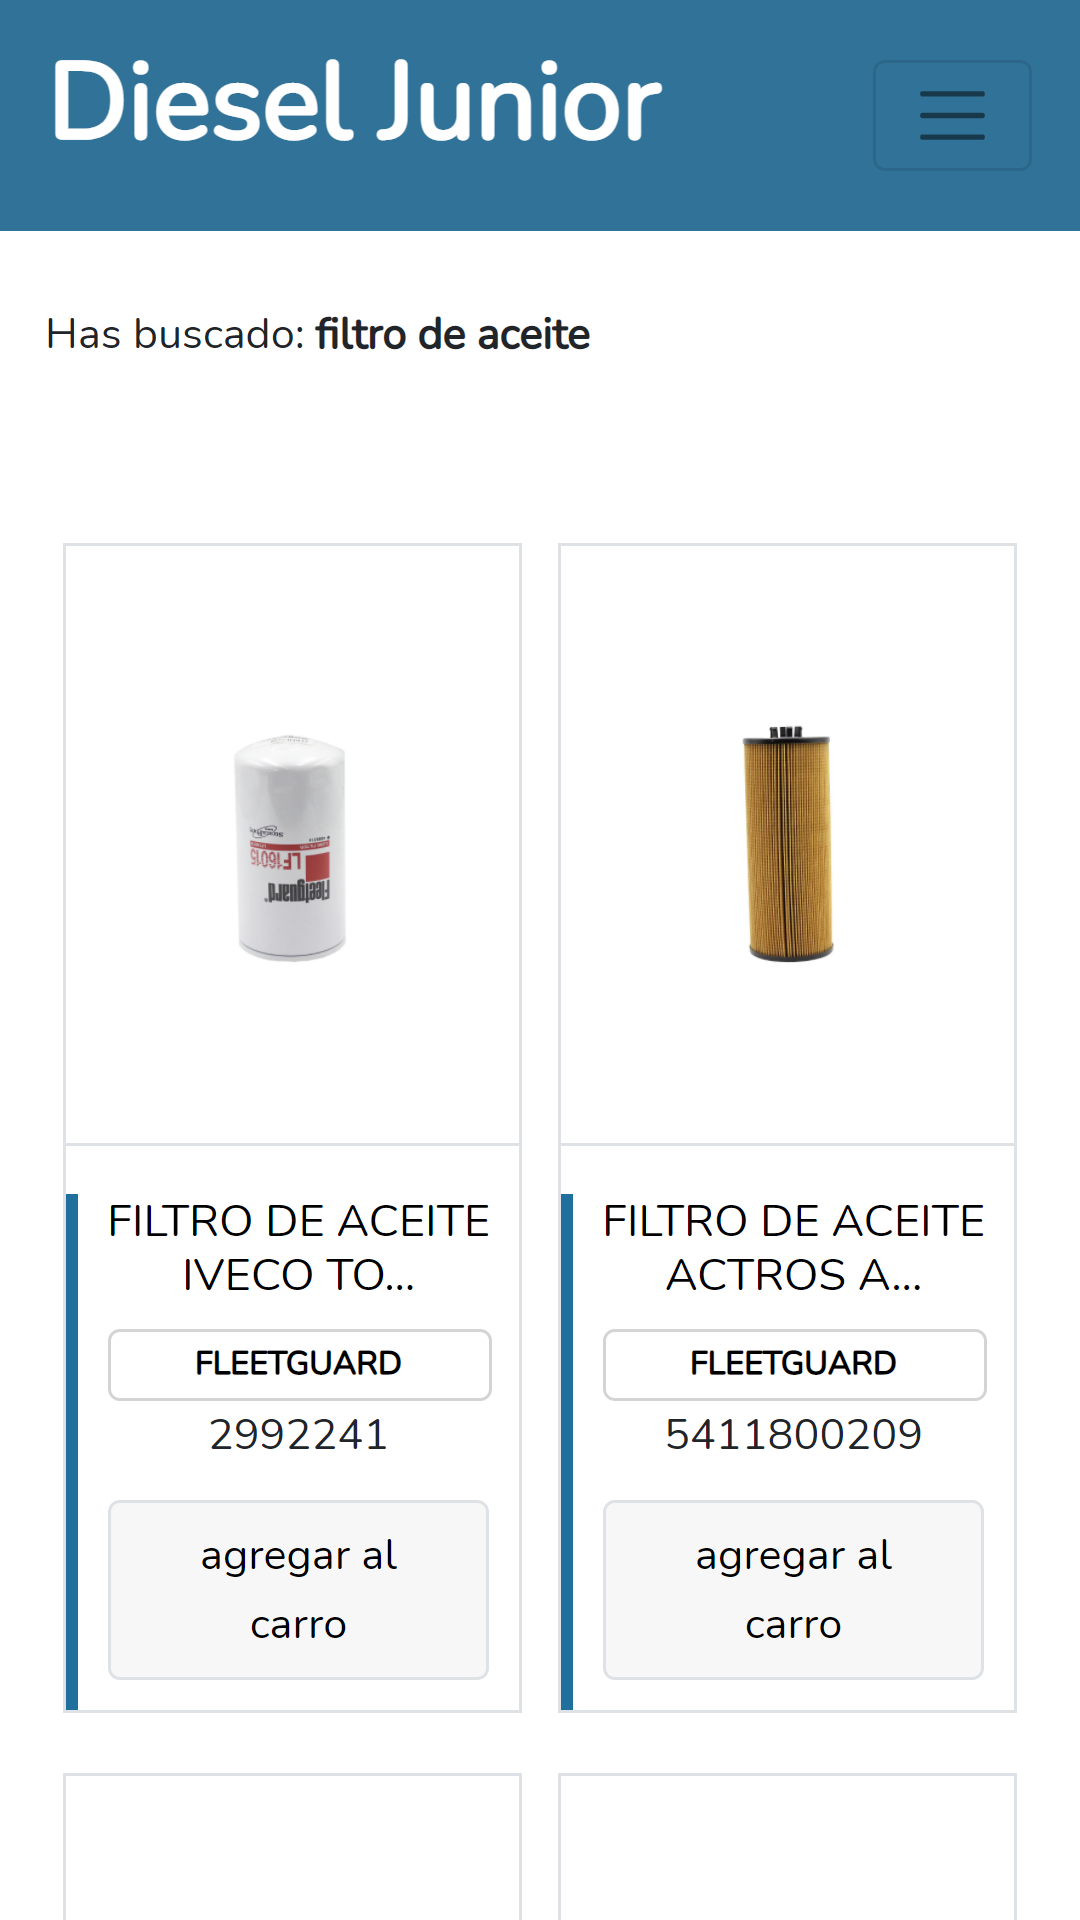 Diesel Junior
Has buscado: filtro de aceite
LF16015
Fleetguard
FILTRO DE ACEITE
IVECO TO...
FLEETGUARD
2992241
agregar al
carro
FILTRO DE ACEITE
ACTROS A...
FLEETGUARD
5411800209
agregar al
carro